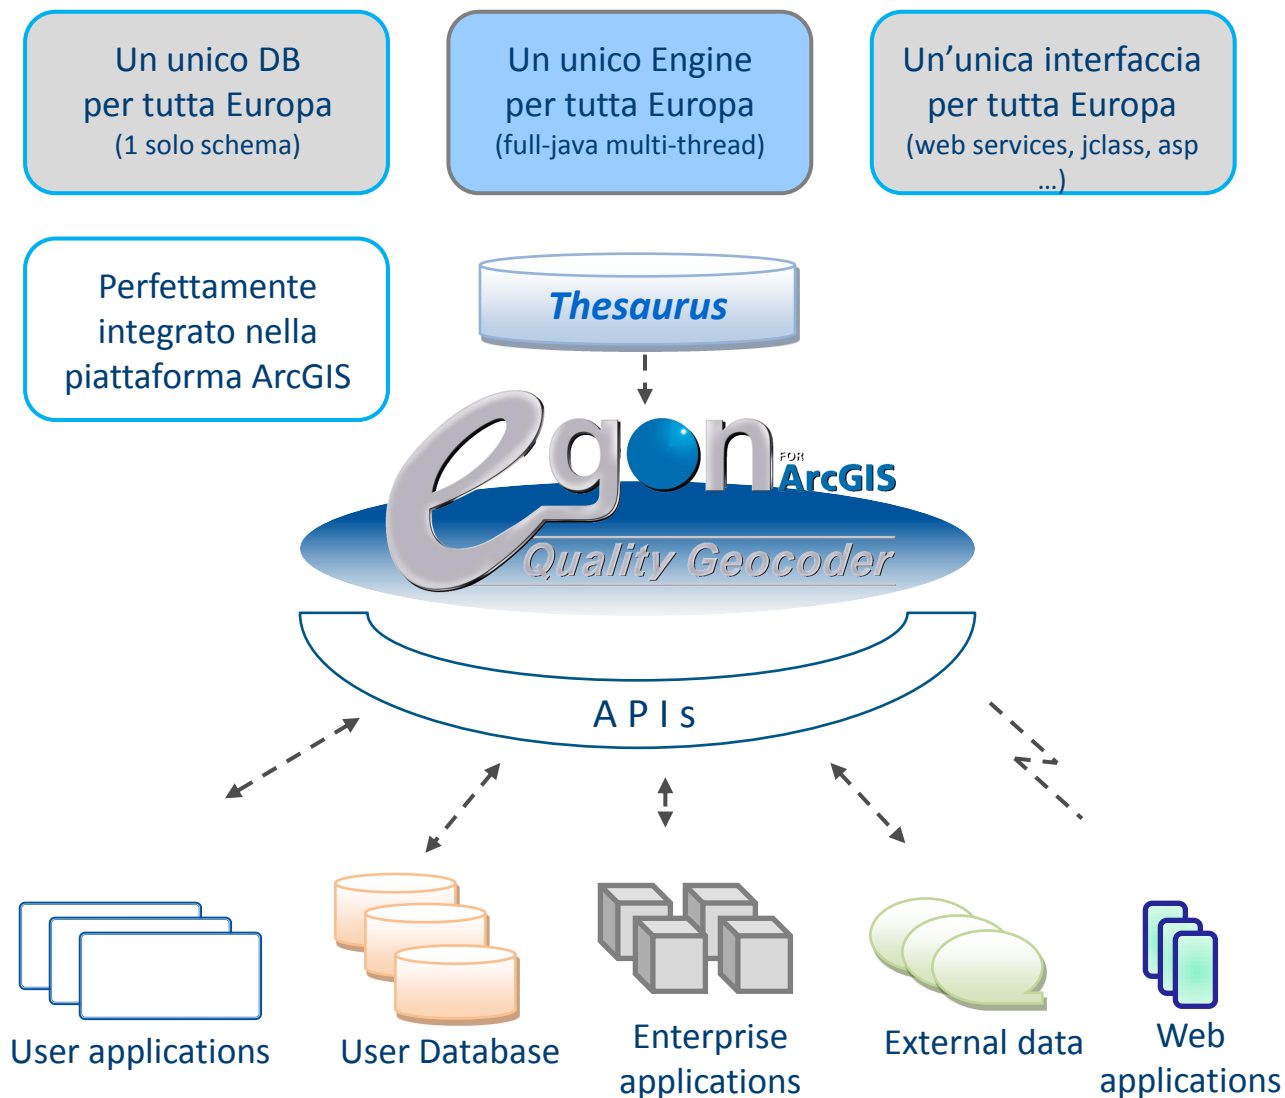 Un unico DB
per tutta Europa
(1 solo schema)
Un unico Engine
per tutta Europa
(full-java multi-thread)
Un’unica interfaccia
per tutta Europa
(web services, jclass, asp
…)
Perfettamente
integrato nella
piattaforma ArcGIS
Thesaurus
egon
FOR
ArcGIS
Quality Geocoder
A P I s
User applications
User Database
Enterprise
applications
External data
Web
applications